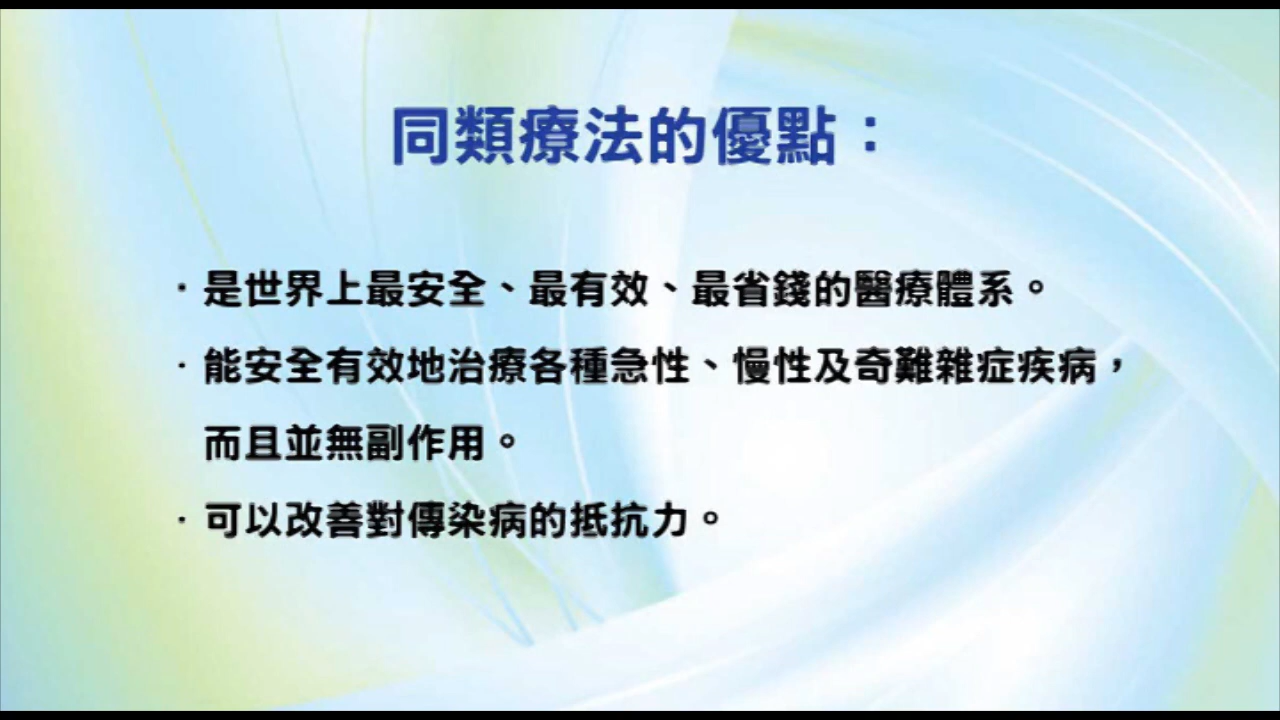 同類療法的優點：
·是世界上最安全、最有效、最省錢的醫療體系。
·能安全有效地治療各種急性、慢性及奇難雜症疾病，
而且並無副作用。
·可以改善對傳染病的抵抗力。